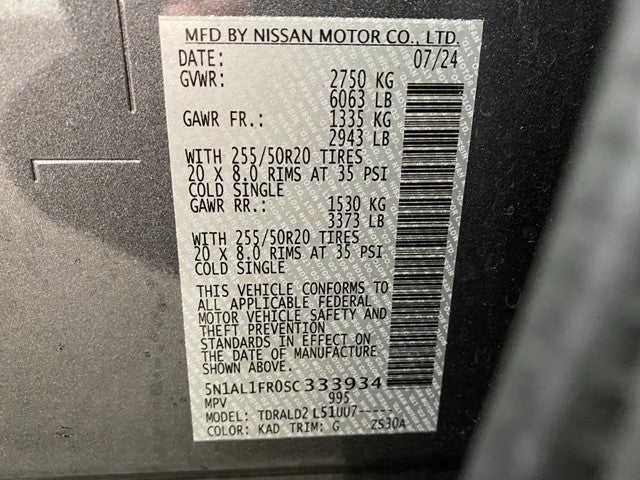 MFD BY NISSAN MOTOR CO., LTD.
DATE: 07/24
GVWR: 2750 KG
6063 LB
GAWR FR.: 1335 KG
2943 LB
WITH 255/50R20 TIRES
20 X 8.0 RIMS AT 35 PSI
COLD SINGLE
GAWR RR.: 1530 KG
3373 LB
WITH 255/50R20 TIRES
20 X 8.0 RIMS AT 35 PSI
COLD SINGLE
THIS VEHICLE CONFORMS TO
ALL APPLICABLE FEDERAL
MOTOR VEHICLE SAFETY AND
THEFT PREVENTION
STANDARDS IN EFFECT ON
THE DATE OF MANUFACTURE
SHOWN ABOVE.
5N1AL1FR0SC333934
MPV 995
MODEL: TDRALD2 L51UU7-----
COLOR: KAD TRIM: G ZS30A